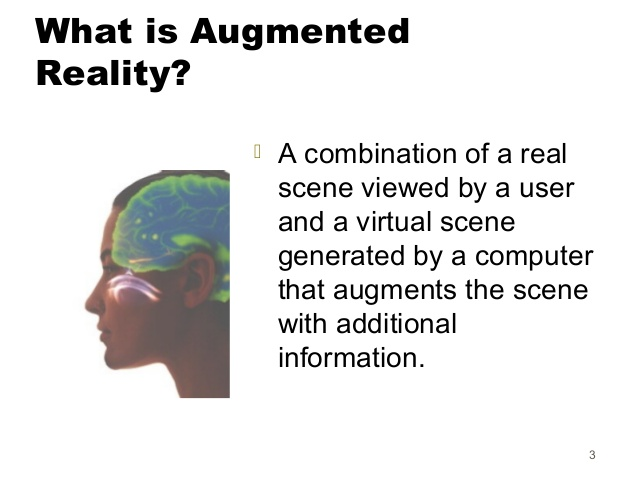 What is Augmented
Reality?
A combination of a real
scene viewed by a user
and a virtual scene
generated by a computer
that augments the scene
with additional
information.
3